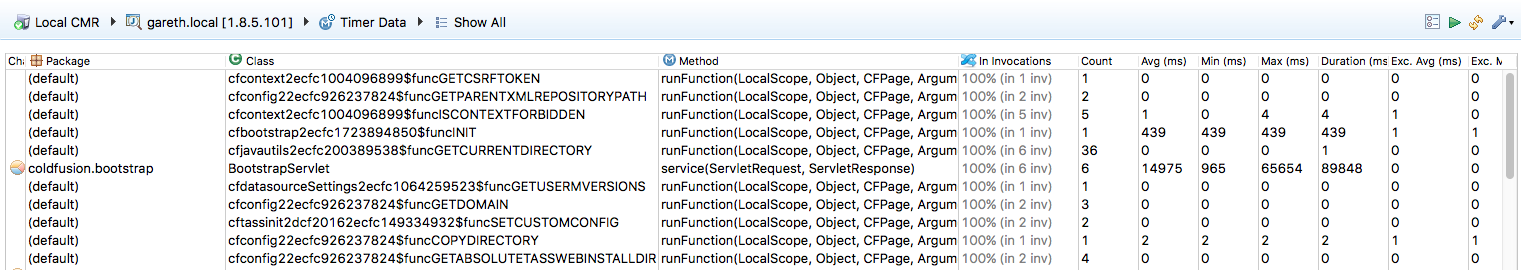 Local CMR gareth.local [1.8.5.101] Timer Data Show All
Cha Package Class Method In Invocations Count Avg (ms) Min (ms) Max (ms) Duration (ms) Exc. Avg (ms) Exc. M
(default) cfcontext2ecfc1004096899$funcGETCSRFTOKEN runFunction(LocalScope, Object, CFPage, Argum 100% (in 1 inv) 1 0 0 0 0 0 0
(default) cfconfig22ecfc926237824$funcGETPARENTXMLREPOSITORYPATH runFunction(LocalScope, Object, CFPage, Argum 100% (in 2 inv) 2 0 0 0 0 0 0
(default) cfcontext2ecfc1004096899$funcISCONTEXTFORBIDDEN runFunction(LocalScope, Object, CFPage, Argum 100% (in 5 inv) 5 1 0 4 4 1 0
(default) cfbootstrap2ecfc1723894850$funcINIT runFunction(LocalScope, Object, CFPage, Argum 100% (in 1 inv) 1 439 439 439 439 1 1
(default) cfjavautils2ecfc200389538$funcGETCURRENTDIRECTORY runFunction(LocalScope, Object, CFPage, Argum 100% (in 6 inv) 36 0 0 0 1 0 0
coldfusion.bootstrap BootstrapServlet service(ServletRequest, ServletResponse) 100% (in 6 inv) 6 14975 965 65654 89848 0 0
(default) cfdatasourceSettings2ecfc1064259523$funcGETUSERMVERSIONS runFunction(LocalScope, Object, CFPage, Argum 100% (in 1 inv) 1 0 0 0 0 0 0
(default) cfconfig22ecfc926237824$funcGETDOMAIN runFunction(LocalScope, Object, CFPage, Argum 100% (in 2 inv) 3 0 0 0 0 0 0
(default) cftassinit2dcf20162ecfc149334932$funcSETCUSTOMCONFIG runFunction(LocalScope, Object, CFPage, Argum 100% (in 2 inv) 2 0 0 0 0 0 0
(default) cfconfig22ecfc926237824$funcCOPYDIRECTORY runFunction(LocalScope, Object, CFPage, Argum 100% (in 1 inv) 1 2 2 2 2 1 1
(default) cfconfig22ecfc926237824$funcGETABSOLUTETASSWEBINSTALLDIR runFunction(LocalScope, Object, CFPage, Argum 100% (in 2 inv) 4 0 0 0 0 0 0